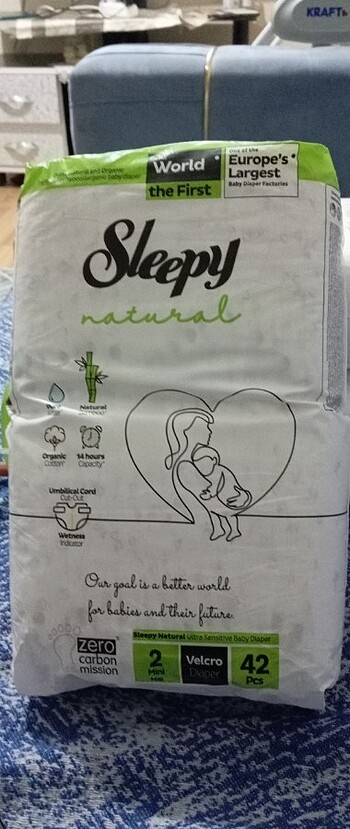 KRAFT
World
the First
One of the
Europe's*
Largest
Baby Diaper Factories
Sleepy
natural
Natural
Organic
Cotton*
14 hours
Capacity*
Umbilical Cord
Cut-Out
Wetness
Indicator
Our goal is a better world
for babies and their future.
zero
carbon
mission
Sleepy Natural Ultra Sensitive Baby Diaper
2
Mini
Velcro
Diaper
42
Pcs